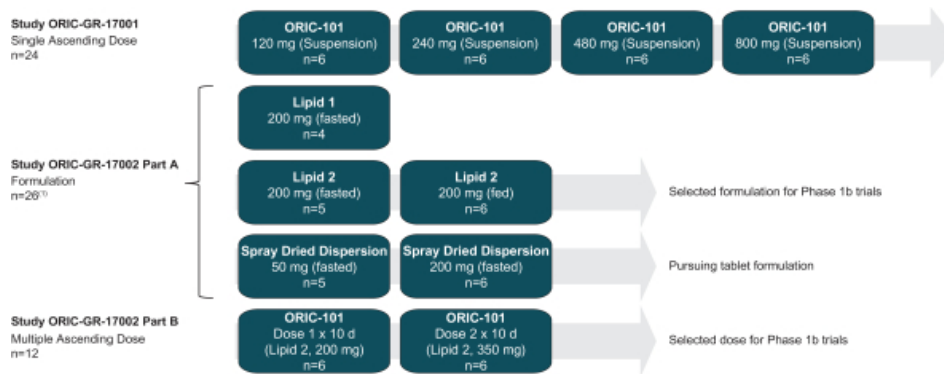 Study ORIC-GR-17001
Single Ascending Dose
n=24
ORIC-101
120 mg (Suspension)
n=6
ORIC-101
240 mg (Suspension)
n=6
ORIC-101
480 mg (Suspension)
n=6
ORIC-101
800 mg (Suspension)
n=6
Study ORIC-GR-17002 Part A
Formulation
n=26⁽¹⁾
Lipid 1
200 mg (fasted)
n=4
Lipid 2
200 mg (fasted)
n=5
Lipid 2
200 mg (fed)
n=6
Selected formulation for Phase 1b trials
Spray Dried Dispersion
50 mg (fasted)
n=5
Spray Dried Dispersion
200 mg (fasted)
n=6
Pursuing tablet formulation
Study ORIC-GR-17002 Part B
Multiple Ascending Dose
n=12
ORIC-101
Dose 1 x 10 d
(Lipid 2, 200 mg)
n=6
ORIC-101
Dose 2 x 10 d
(Lipid 2, 350 mg)
n=6
Selected dose for Phase 1b trials